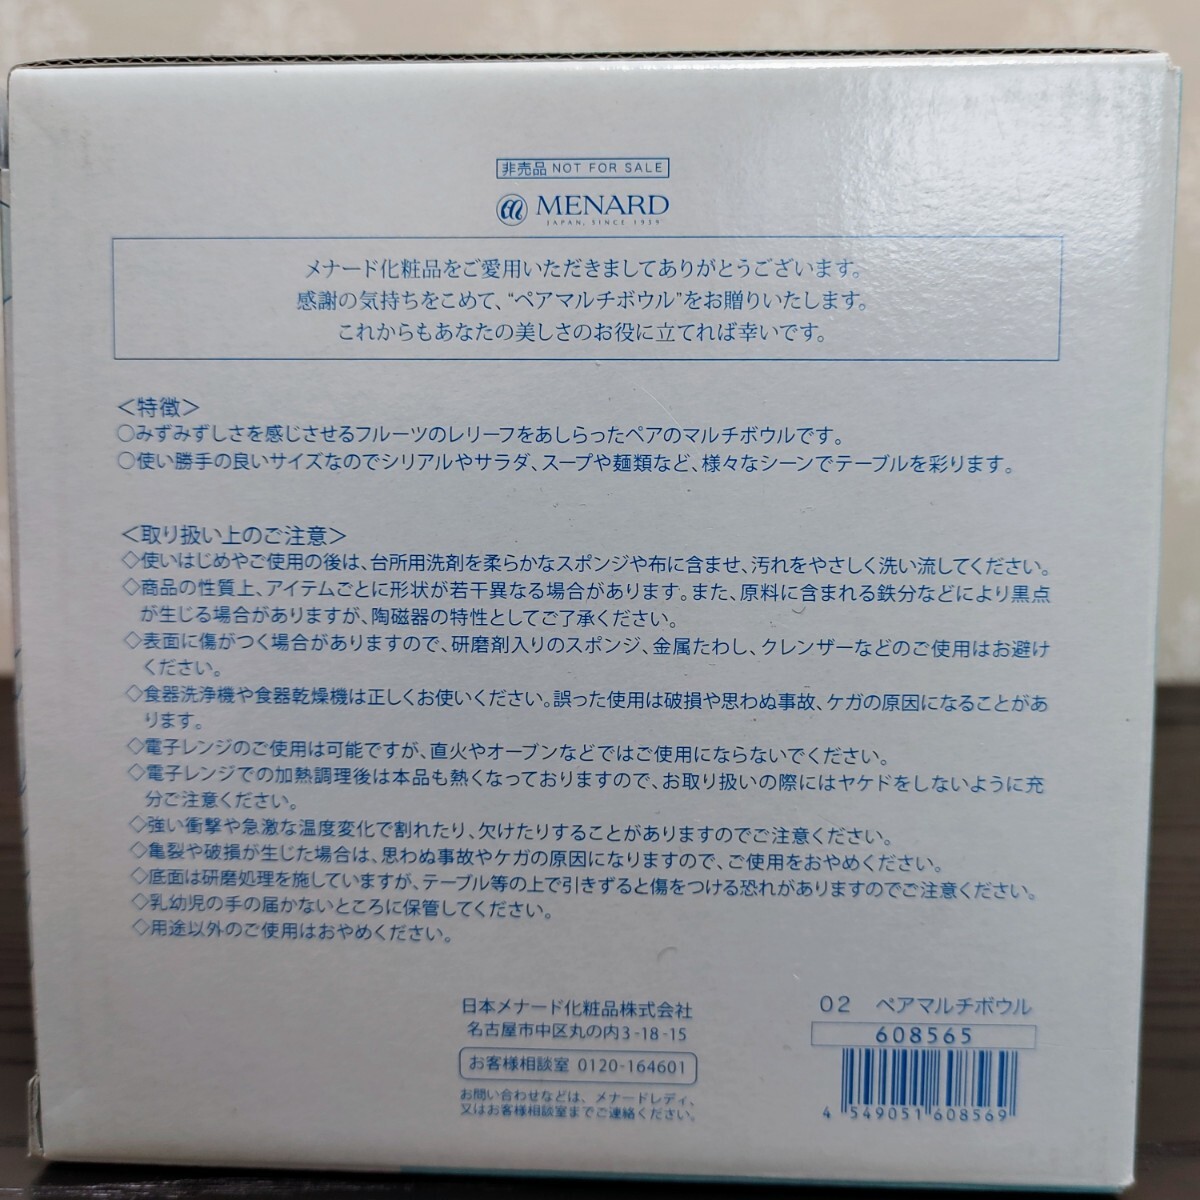 非売品 NOT FOR SALE
MENARD
JAPAN, SINCE 1959
メナード化粧品をご愛用いただきましてありがとうございます。
感謝の気持ちをこめて、“ペアマルチボウル”をお贈りいたします。
これからもあなたの美しさのお役に立てれば幸いです。
＜特徴＞
○みずみずしさを感じさせるフルーツのレリーフをあしらったペアのマルチボウルです。
○使い勝手の良いサイズなのでシリアルやサラダ、スープや麺類など、様々なシーンでテーブルを彩ります。
＜取り扱い上のご注意＞
◇使いはじめやご使用の後は、台所用洗剤を柔らかなスポンジや布に含ませ、汚れをやさしく洗い流してください。
◇商品の性質上、アイテムごとに形状が若干異なる場合があります。また、原料に含まれる鉄分などにより黒点
が生じる場合がありますが、陶磁器の特性としてご了承ください。
◇表面に傷がつく場合がありますので、研磨剤入りのスポンジ、金属たわし、クレンザーなどのご使用はお避け
ください。
◇食器洗浄機や食器乾燥機は正しくお使いください。誤った使用は破損や思わぬ事故、ケガの原因になることがあ
ります。
◇電子レンジのご使用は可能ですが、直火やオーブンなどではご使用にならないでください。
◇電子レンジでの加熱調理後は本品も熱くなっておりますので、お取り扱いの際にはヤケドをしないように充
分ご注意ください。
◇強い衝撃や急激な温度変化で割れたり、欠けたりすることがありますのでご注意ください。
◇亀裂や破損が生じた場合は、思わぬ事故やケガの原因になりますので、ご使用をおやめください。
◇底面は研磨処理を施していますが、テーブル等の上で引きずると傷をつける恐れがありますのでご注意ください。
◇乳幼児の手の届かないところに保管してください。
◇用途以外のご使用はおやめください。
日本メナード化粧品株式会社
名古屋市中区丸の内3-18-15
お客様相談室 0120-164601
お問い合わせなどは、メナードレディ、
又はお客様相談室までご連絡ください。
02 ペアマルチボウル
608565
4 549051 608569